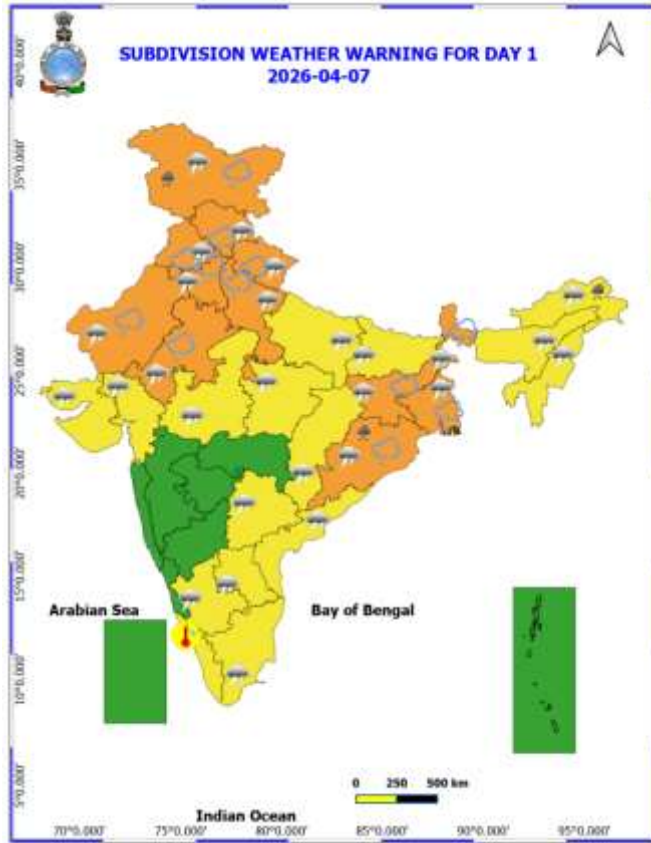 SUBDIVISION WEATHER WARNING FOR DAY 1
2026-04-07
40°0.000'
35°0.000'
30°0.000'
25°0.000'
20°0.000'
15°0.000'
10°0.000'
5°0.000'
Arabian Sea
Bay of Bengal
0 250 500 km
Indian Ocean
70°0.000' 75°0.000' 80°0.000' 85°0.000' 90°0.000' 95°0.000'